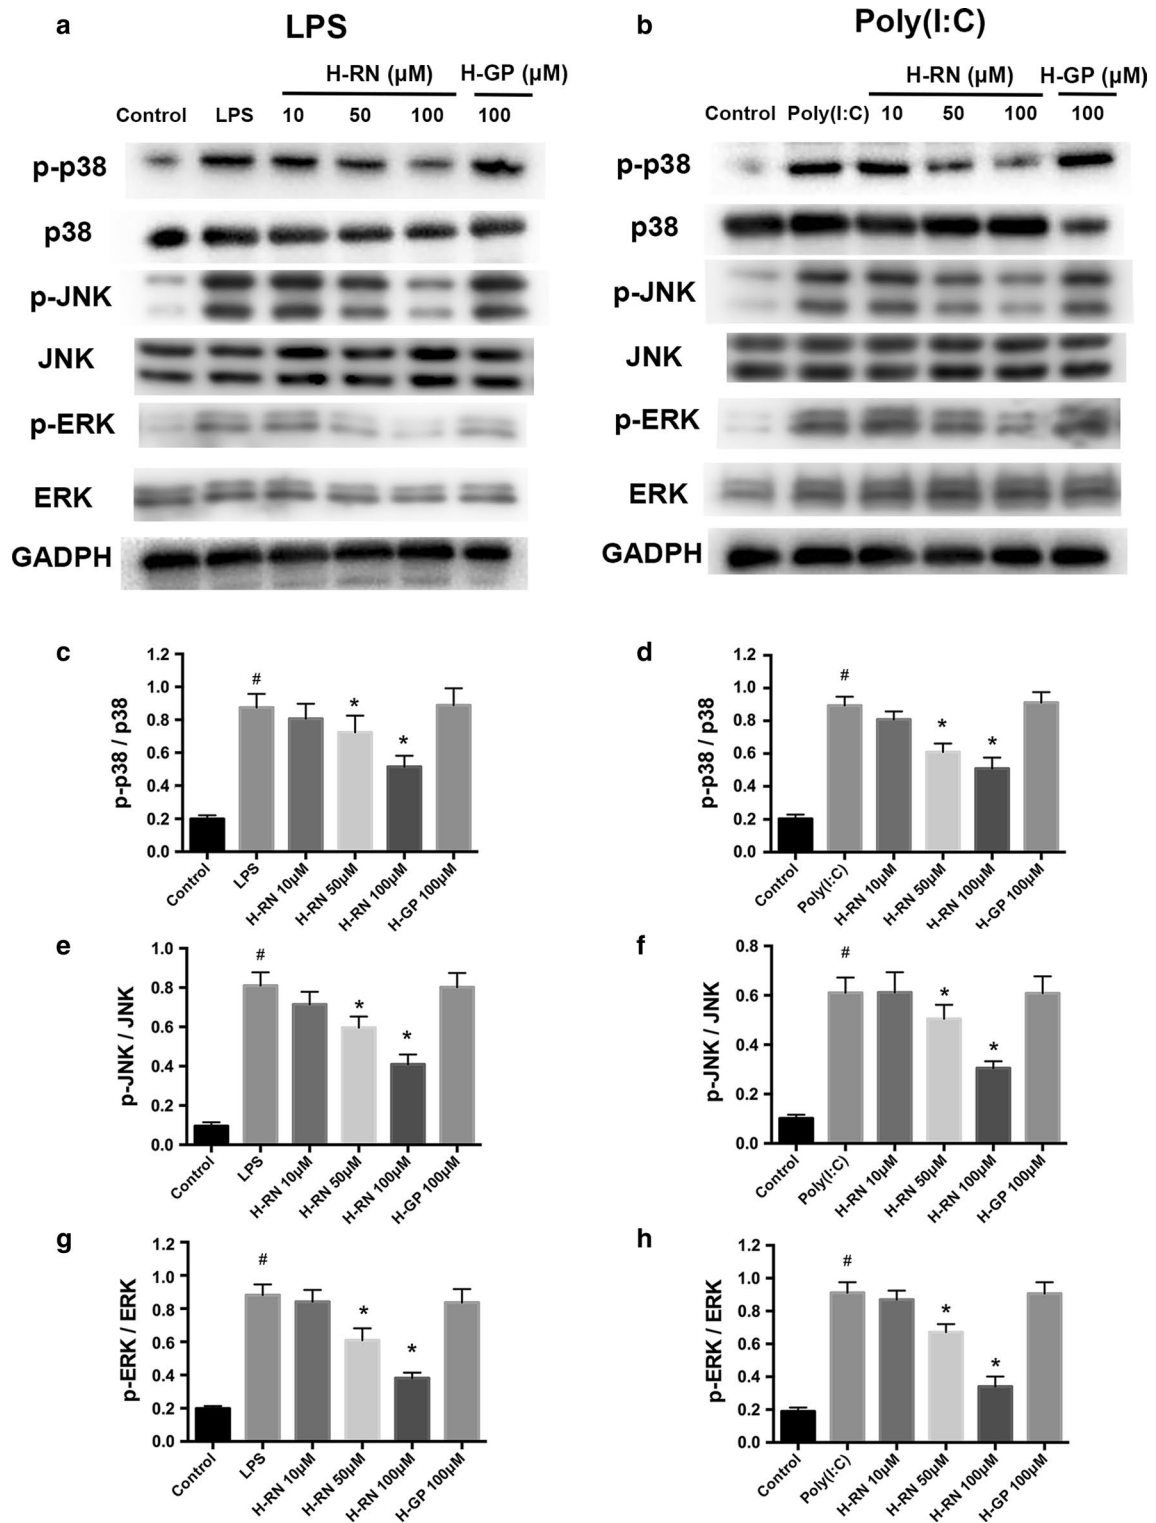 a
LPS
H-RN (μM) H-GP (μM)
Control LPS 10 50 100 100
p-p38
p38
p-JNK
JNK
p-ERK
ERK
GADPH
b
Poly(I:C)
H-RN (μM) H-GP (μM)
Control Poly(I:C) 10 50 100 100
p-p38
p38
p-JNK
JNK
p-ERK
ERK
GADPH
c
p-p38 / p38
1.2
1.0
0.8
0.6
0.4
0.2
0.0
#
*
*
Control
LPS
H-RN 10μM
H-RN 50μM
H-RN 100μM
H-GP 100μM
d
p-p38 / p38
1.2
1.0
0.8
0.6
0.4
0.2
0.0
#
*
*
Control
Poly(I:C)
H-RN 10μM
H-RN 50μM
H-RN 100μM
H-GP 100μM
e
p-JNK / JNK
1.0
0.8
0.6
0.4
0.2
0.0
#
*
*
Control
LPS
H-RN 10μM
H-RN 50μM
H-RN 100μM
H-GP 100μM
f
p-JNK / JNK
0.8
0.6
0.4
0.2
0.0
#
*
*
Control
Poly(I:C)
H-RN 10μM
H-RN 50μM
H-RN 100μM
H-GP 100μM
g
p-ERK / ERK
1.2
1.0
0.8
0.6
0.4
0.2
0.0
#
*
*
Control
LPS
H-RN 10μM
H-RN 50μM
H-RN 100μM
H-GP 100μM
h
p-ERK / ERK
1.2
1.0
0.8
0.6
0.4
0.2
0.0
#
*
*
Control
Poly(I:C)
H-RN 10μM
H-RN 50μM
H-RN 100μM
H-GP 100μM